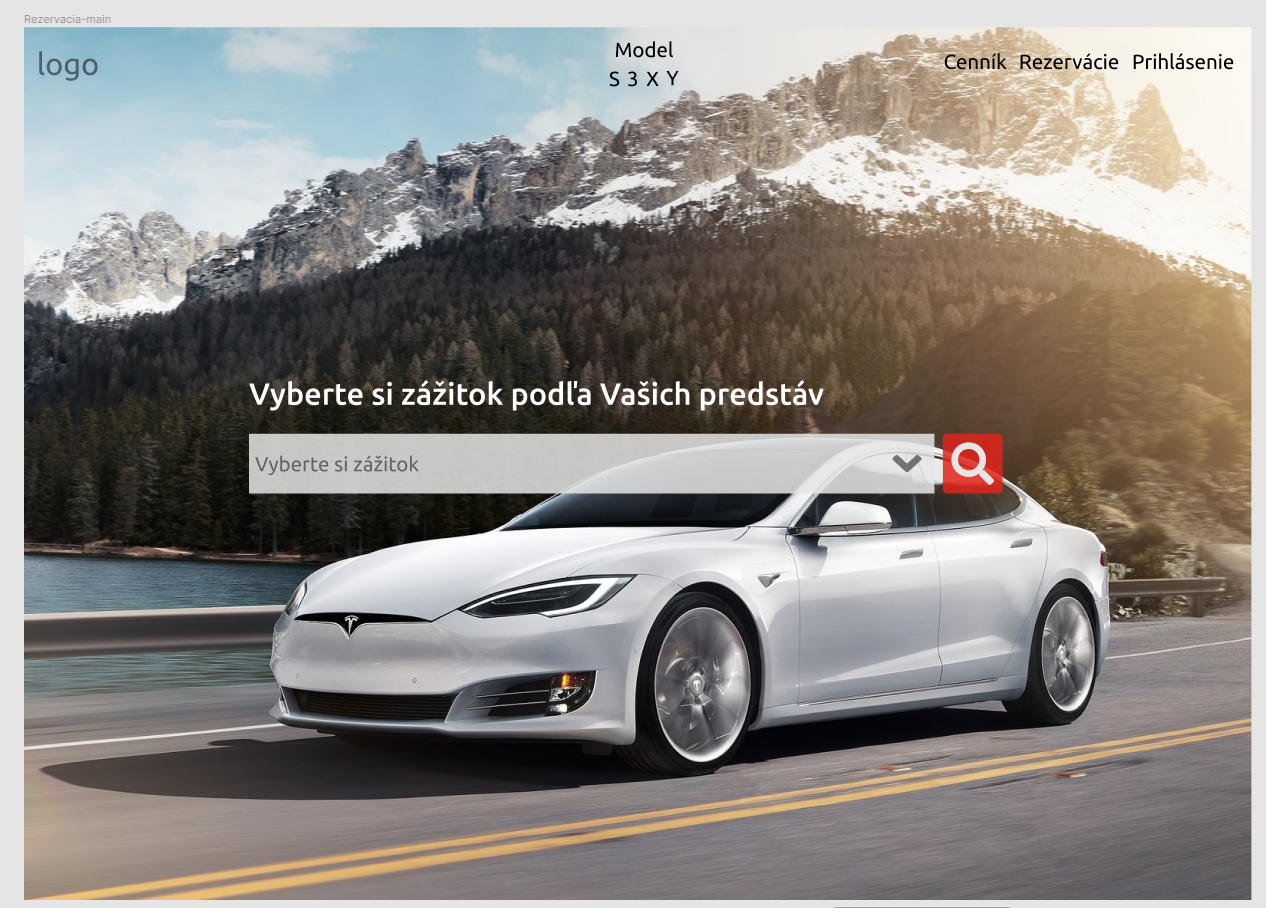 Rezervacia-main
logo
Model
S 3 X Y
Cenník Rezervácie Prihlásenie
Vyberte si zážitok podľa Vašich predstáv
Vyberte si zážitok